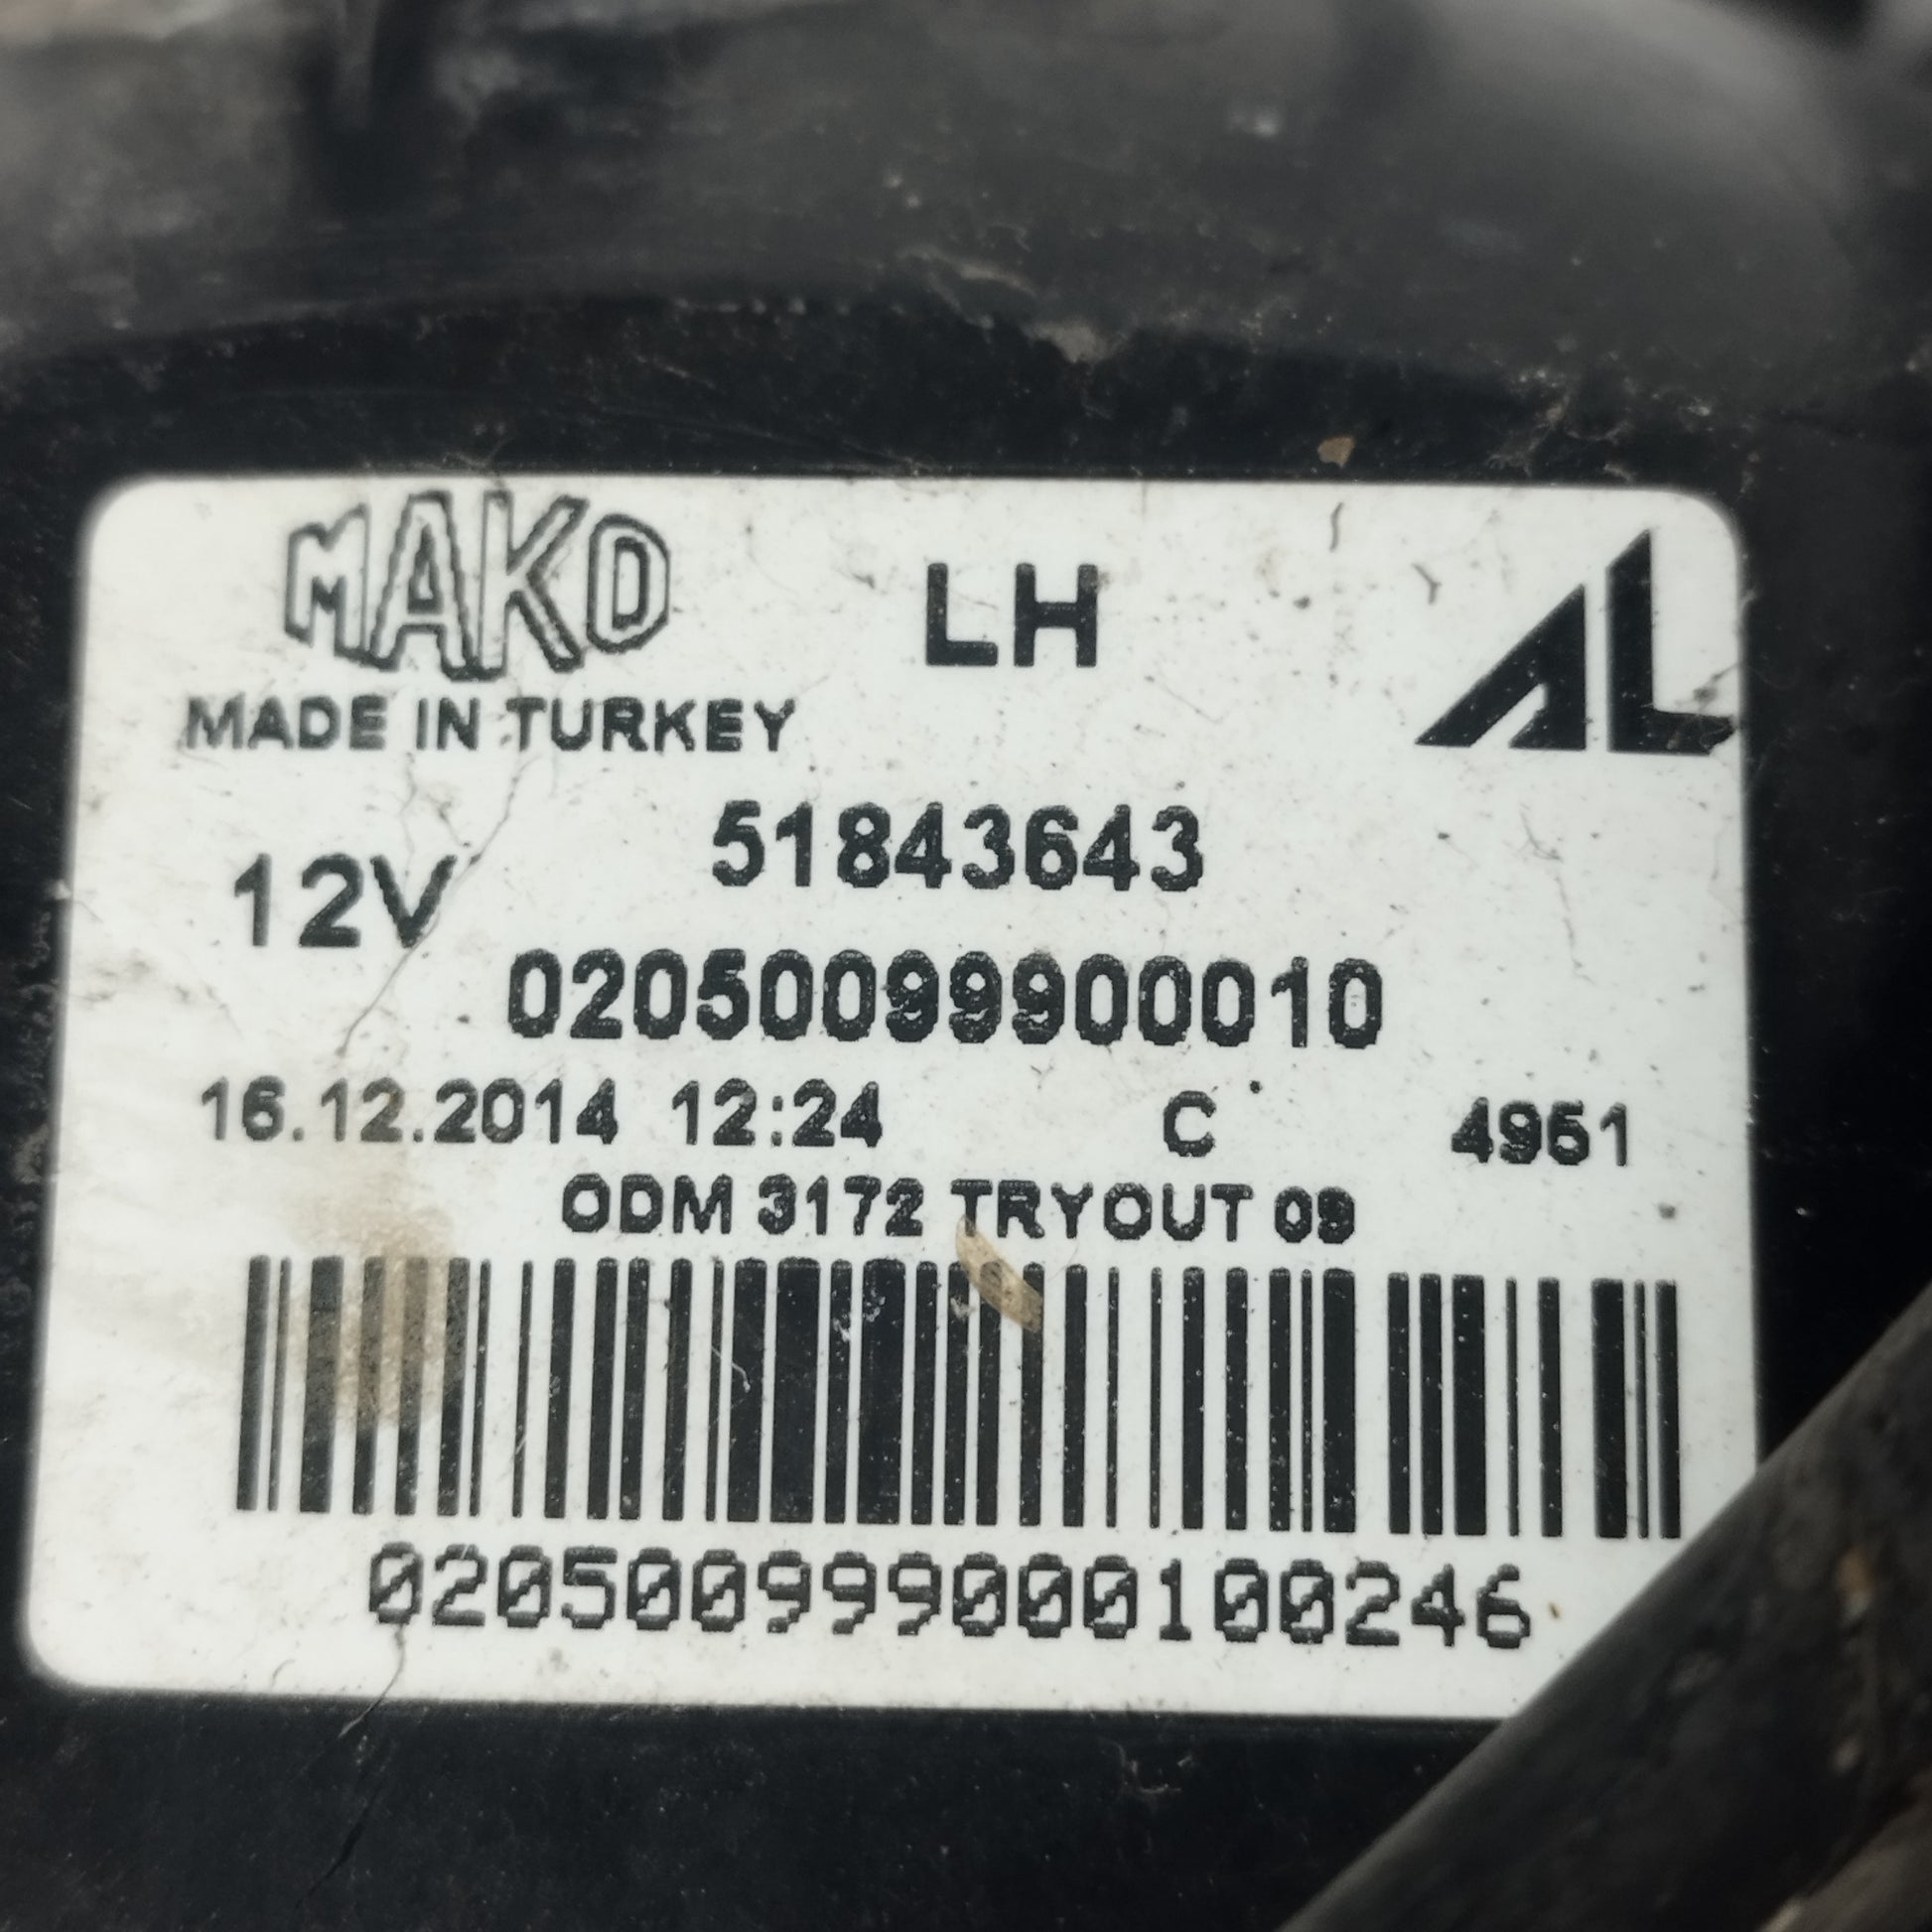 MAKO LH AL
MADE IN TURKEY
51843643
12V
02050099900010
16.12.2014 12:24 C 4951
ODM 3172 TRYOUT 09
020500999000100246